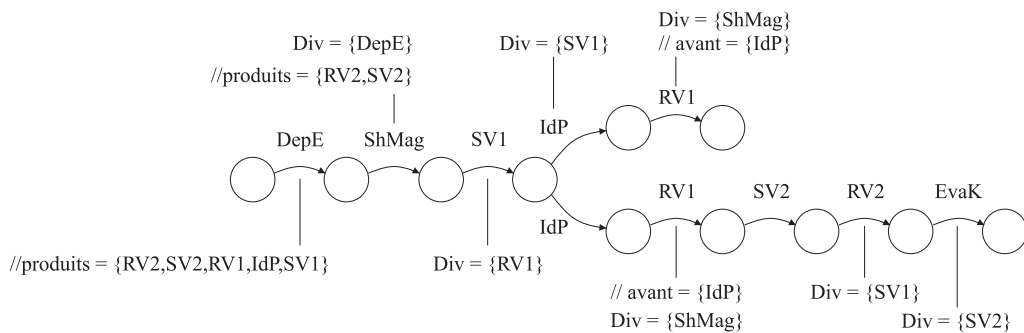 Div = {ShMag}
Div = {DepE}
Div = {SV1}
// avant = {IdP}
//produits = {RV2,SV2}
RV1
IdP
DepE
ShMag
SV1
RV1
SV2
RV2
EvaK
IdP
//produits = {RV2,SV2,RV1,IdP,SV1}
Div = {RV1}
// avant = {IdP}
Div = {SV1}
Div = {ShMag}
Div = {SV2}